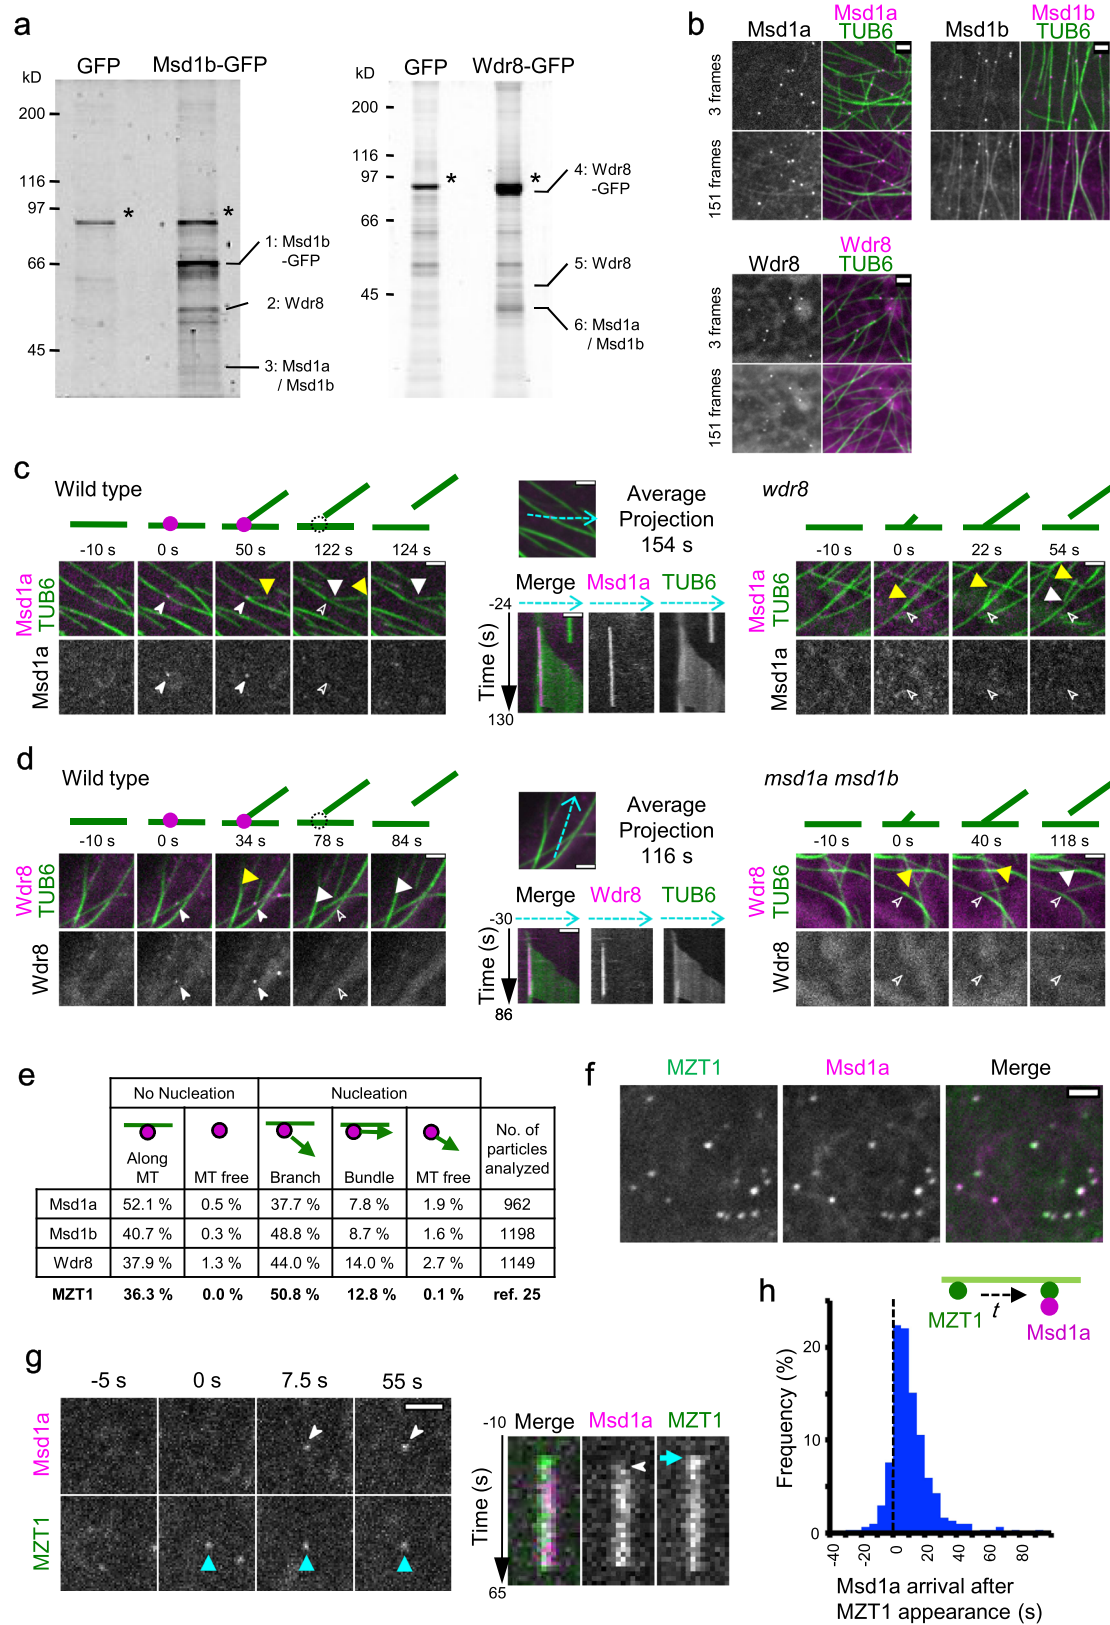 a
kD
GFP
Msd1b-GFP
200
116
97
*
*
66
45
1: Msd1b
-GFP
2: Wdr8
3: Msd1a
/ Msd1b
kD
GFP
Wdr8-GFP
200
116
97
*
*
66
45
4: Wdr8
-GFP
5: Wdr8
6: Msd1a
/ Msd1b
b
Msd1a
Msd1a
TUB6
Msd1b
Msd1b
TUB6
3 frames
151 frames
Wdr8
Wdr8
TUB6
3 frames
151 frames
c
Wild type
-10 s
0 s
50 s
122 s
124 s
Msd1a
TUB6
Msd1a
Average
Projection
154 s
Merge
Msd1a
TUB6
-24
Time (s)
130
wdr8
-10 s
0 s
22 s
54 s
Msd1a
TUB6
Msd1a
d
Wild type
-10 s
0 s
34 s
78 s
84 s
Wdr8
TUB6
Wdr8
Average
Projection
116 s
Merge
Wdr8
TUB6
-30
Time (s)
86
msd1a msd1b
-10 s
0 s
40 s
118 s
Wdr8
TUB6
Wdr8
e
No Nucleation
Nucleation
Along
MT
MT free
Branch
Bundle
MT free
No. of
particles
analyzed
Msd1a 52.1 % 0.5 % 37.7 % 7.8 % 1.9 % 962
Msd1b 40.7 % 0.3 % 48.8 % 8.7 % 1.6 % 1198
Wdr8 37.9 % 1.3 % 44.0 % 14.0 % 2.7 % 1149
MZT1 36.3 % 0.0 % 50.8 % 12.8 % 0.1 % ref. 25
f
MZT1
Msd1a
Merge
g
-5 s
0 s
7.5 s
55 s
Msd1a
MZT1
-10
Merge
Msd1a
MZT1
Time (s)
65
h
MZT1
t
Msd1a
Frequency (%)
20
10
0
-40
-20
0
20
40
60
80
Msd1a arrival after
MZT1 appearance (s)